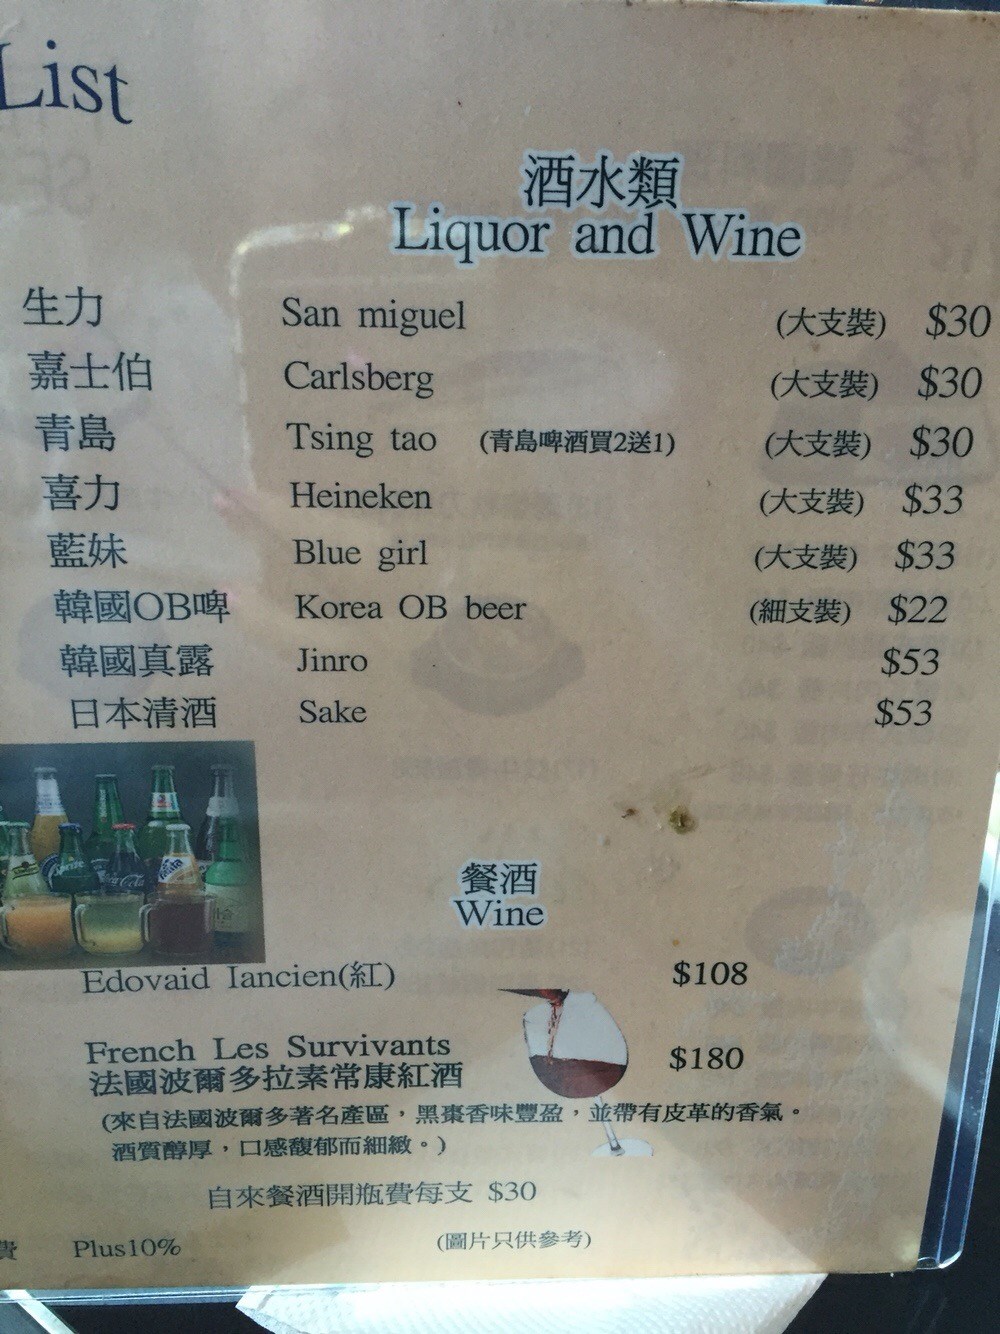 List
酒水類
Liquor and Wine
生力 San miguel (大支裝) $30
嘉士伯 Carlsberg (大支裝) $30
青島 Tsing tao (青島啤酒買2送1) (大支裝) $30
喜力 Heineken (大支裝) $33
藍妹 Blue girl (大支裝) $33
韓國OB啤 Korea OB beer (細支裝) $22
韓國真露 Jinro $53
日本清酒 Sake $53
餐酒
Wine
Edovaid Iancien(紅) $108
French Les Survivants $180
法國波爾多拉素常康紅酒
(來自法國波爾多著名產區，黑棗香味豐盈，並帶有皮革的香氣。
酒質醇厚，口感馥郁而細緻。)
自來餐酒開瓶費每支 $30
費 Plus10% (圖片只供參考)